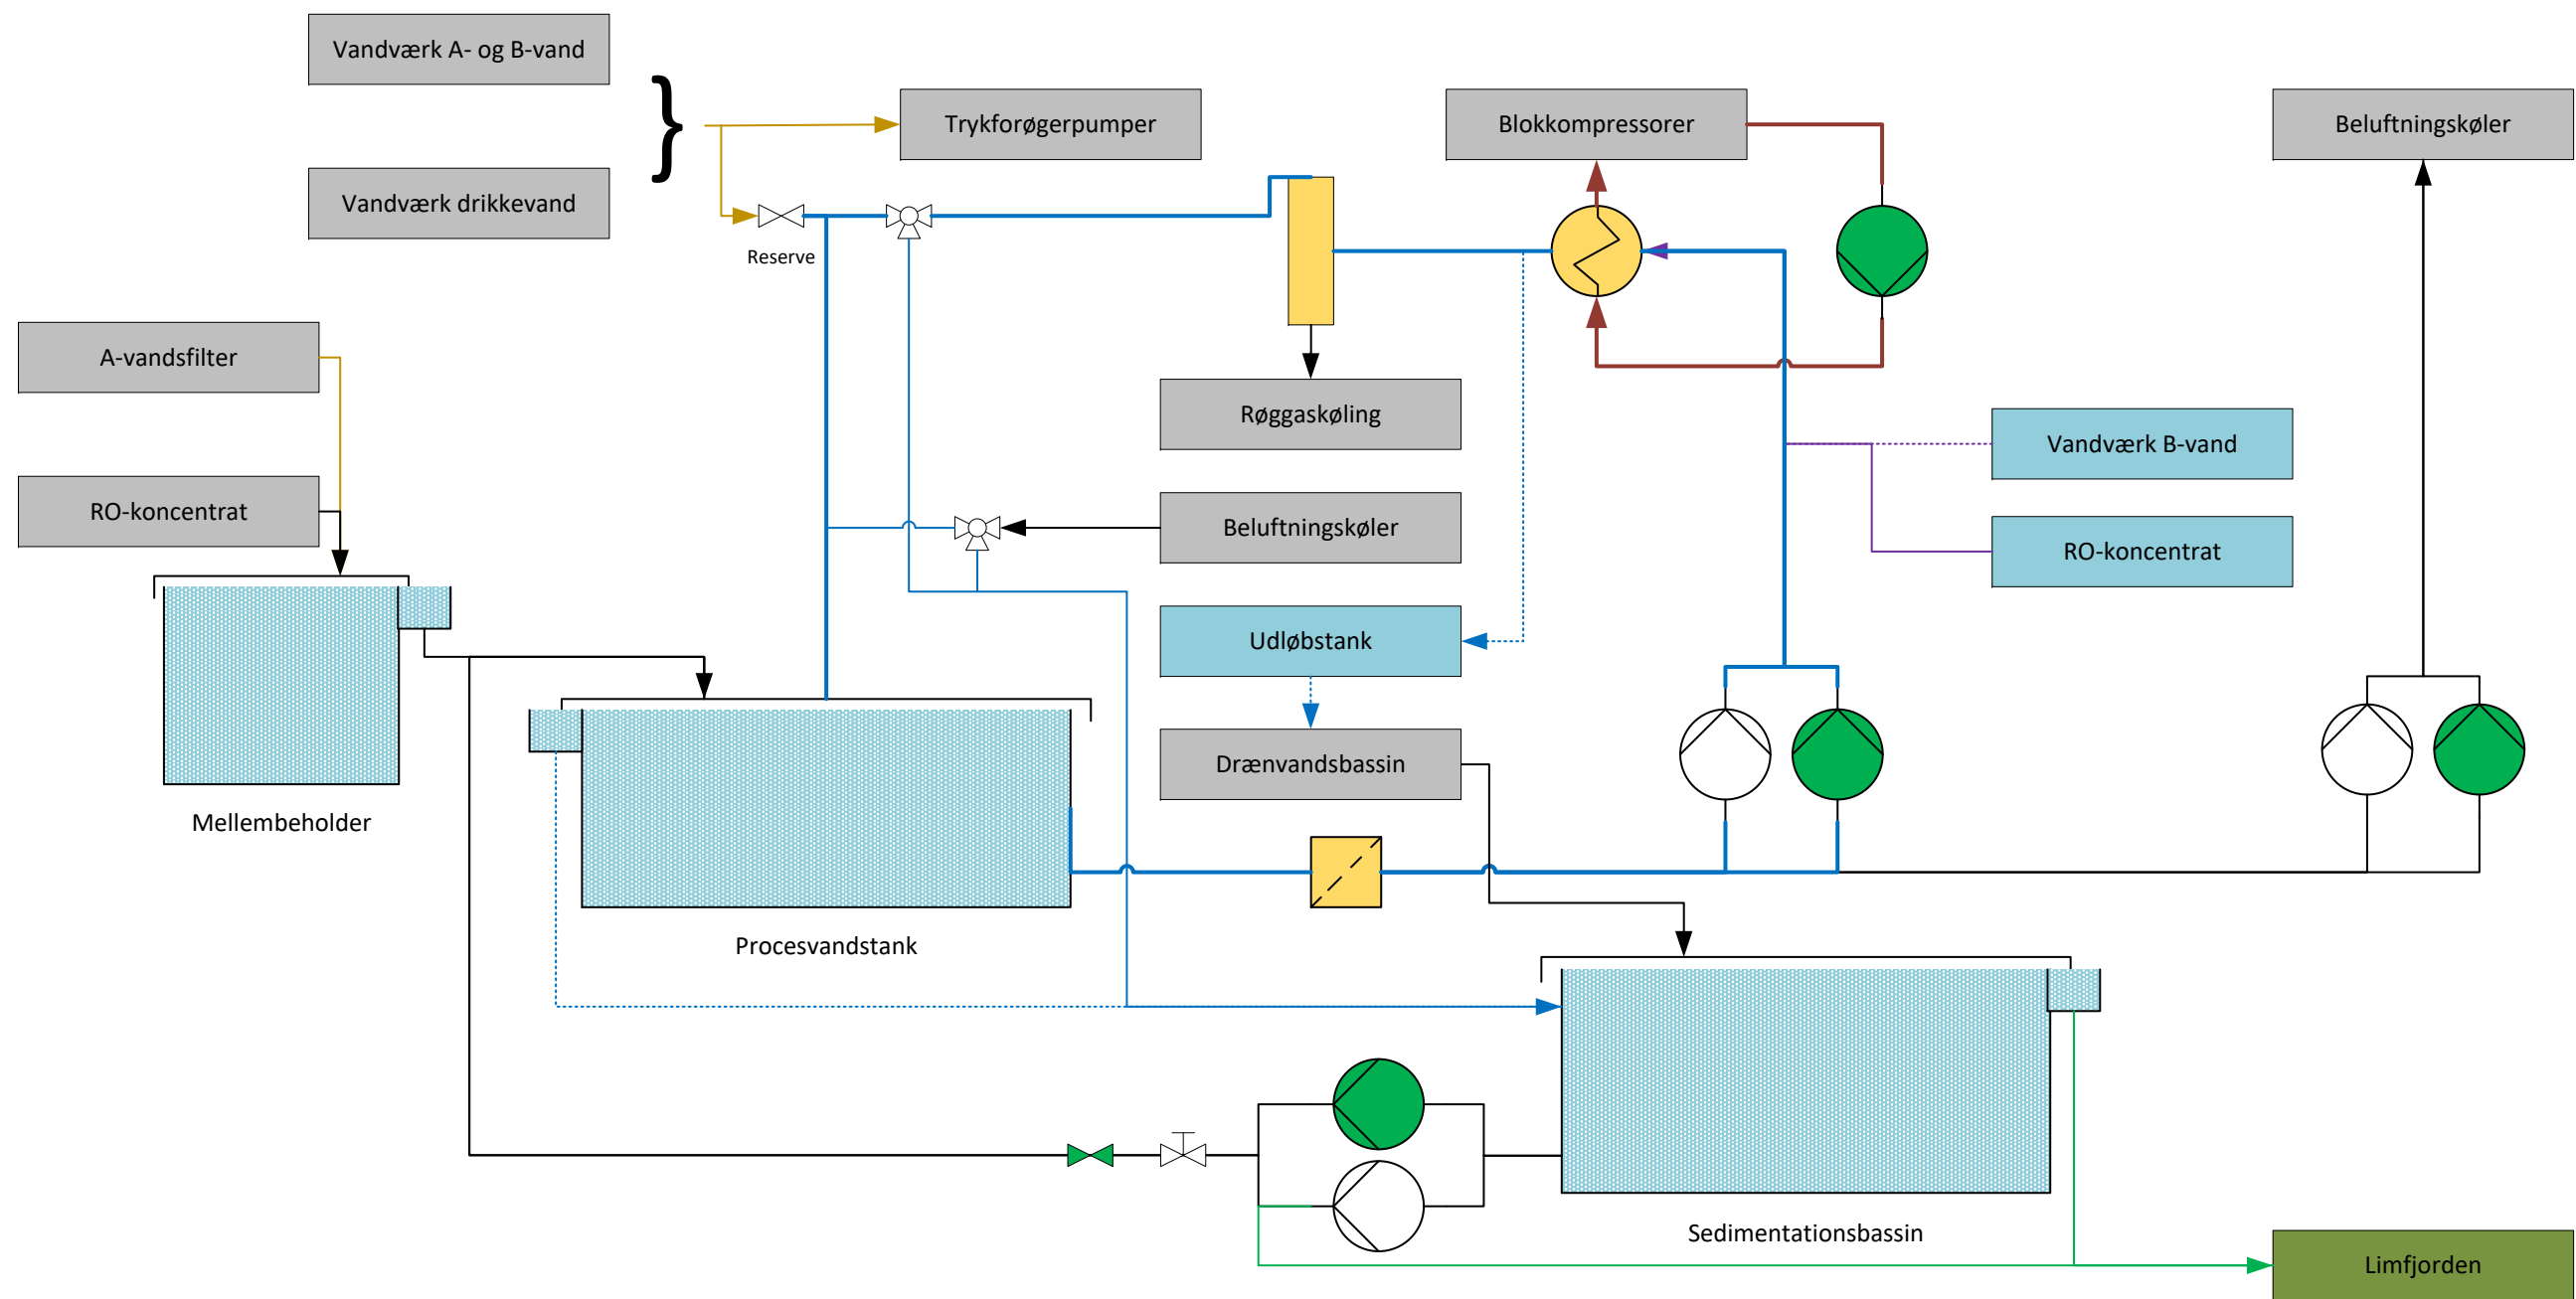 Vandværk A- og B-vand
Trykforøgerpumper
Blokkompressorer
Beluftningskøler
Vandværk drikkevand
Reserve
A-vandsfilter
Røggaskøling
Vandværk B-vand
RO-koncentrat
Beluftningskøler
RO-koncentrat
Udløbstank
Drænvandsbassin
Mellembeholder
Procesvandstank
Sedimentationsbassin
Limfjorden